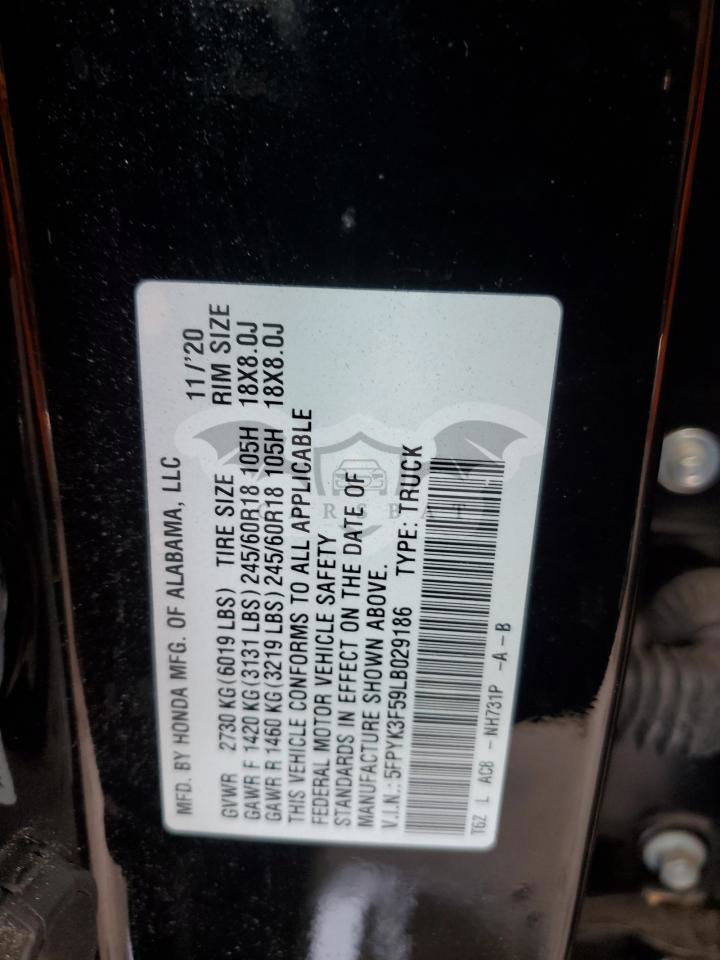 MFD. BY HONDA MFG. OF ALABAMA, LLC 11/'20
GVWR 2730 KG(6019 LBS) TIRE SIZE RIM SIZE
GAWR F 1420 KG(3131 LBS)245/60R18 105H 18X8.0J
GAWR R 1460 KG(3219 LBS)245/60R18 105H 18X8.0J
THIS VEHICLE CONFORMS TO ALL APPLICABLE
FEDERAL MOTOR VEHICLE SAFETY
STANDARDS IN EFFECT ON THE DATE OF
MANUFACTURE SHOWN ABOVE.
V.I.N.:5FPYK3F59LB029186 TYPE:TRUCK
T6Z L AC8 -NH731P -A-B
CARSBAT